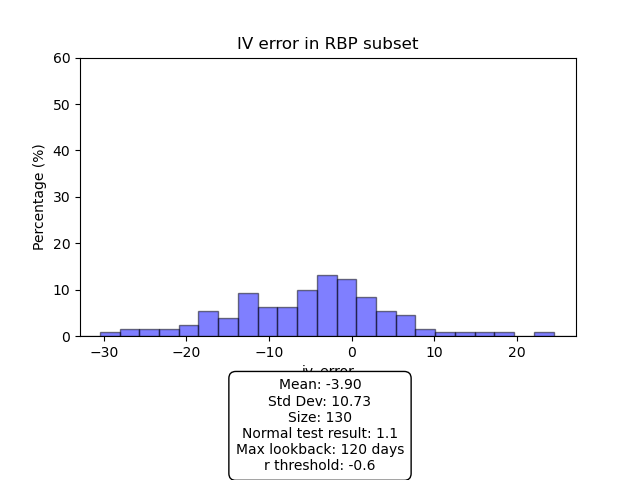 IV error in RBP subset
60
50
40
30
20
10
0
Percentage (%)
−30
−20
−10
0
10
20
iv_error
Mean: -3.90
Std Dev: 10.73
Size: 130
Normal test result: 1.1
Max lookback: 120 days
r threshold: -0.6